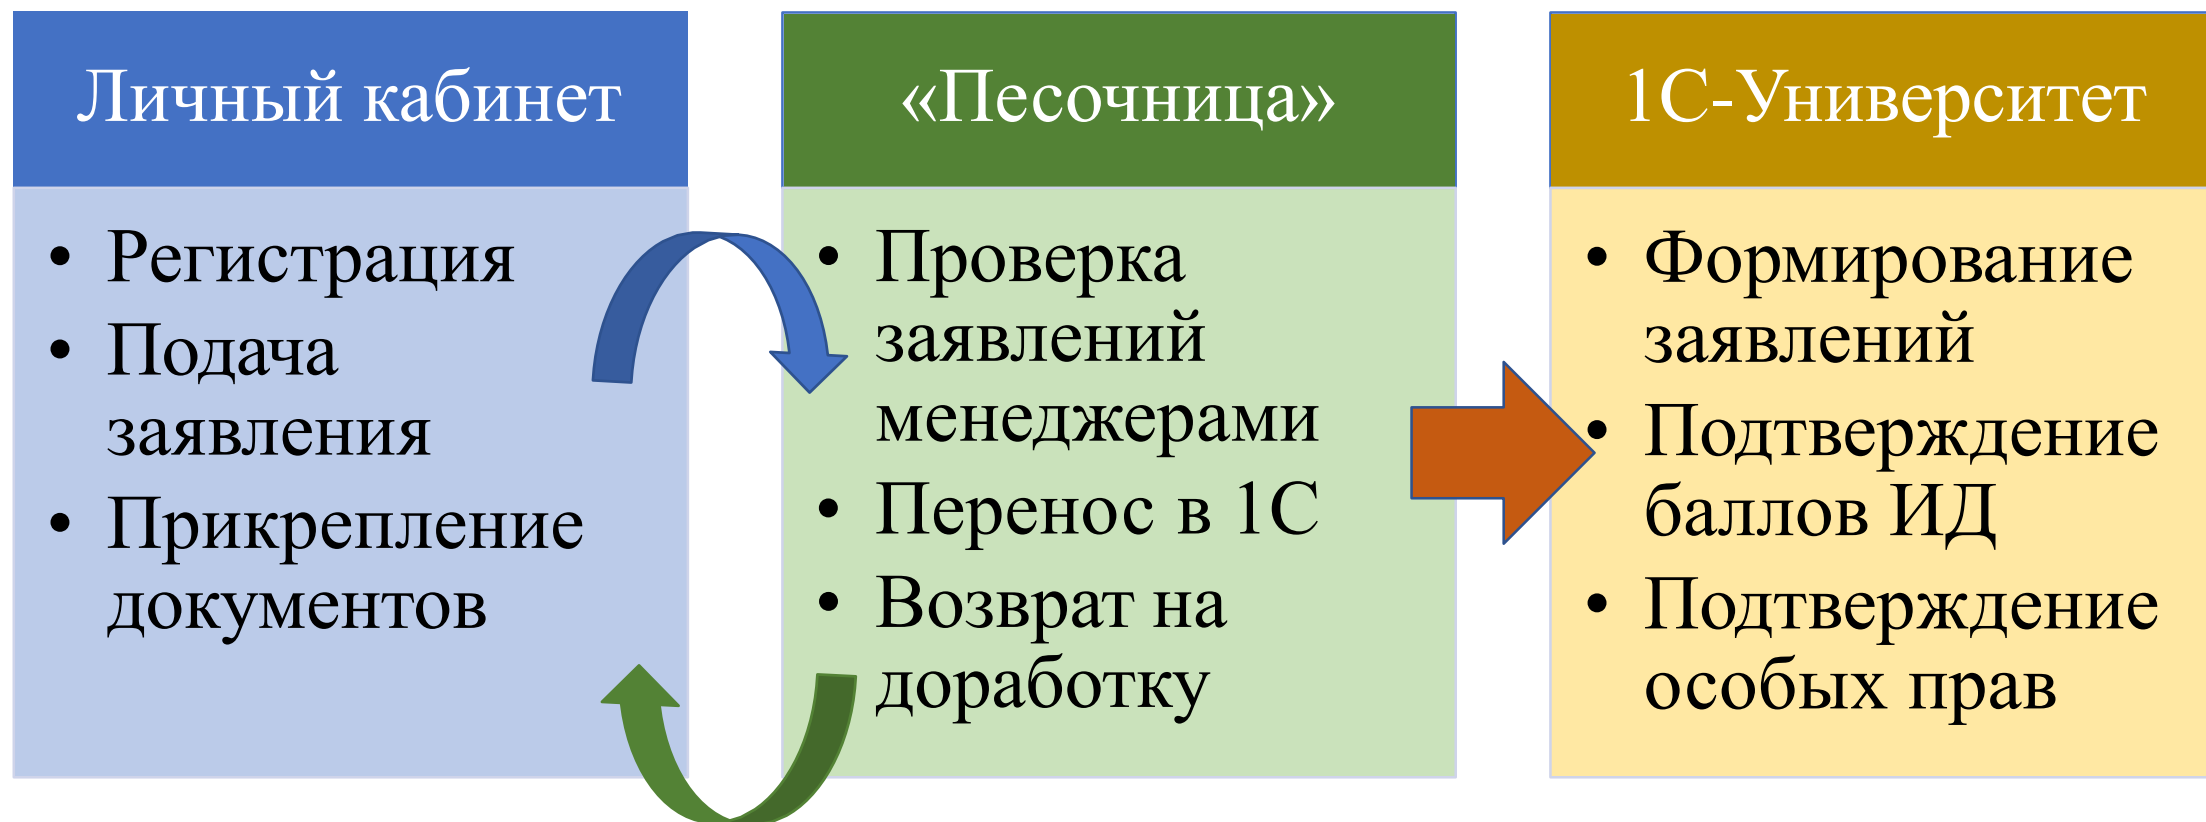 Личный кабинет
• Регистрация
• Подача
заявления
• Прикрепление
документов
«Песочница»
• Проверка
заявлений
менеджерами
• Перенос в 1С
• Возврат на
доработку
1С-Университет
• Формирование
заявлений
• Подтверждение
баллов ИД
• Подтверждение
особых прав